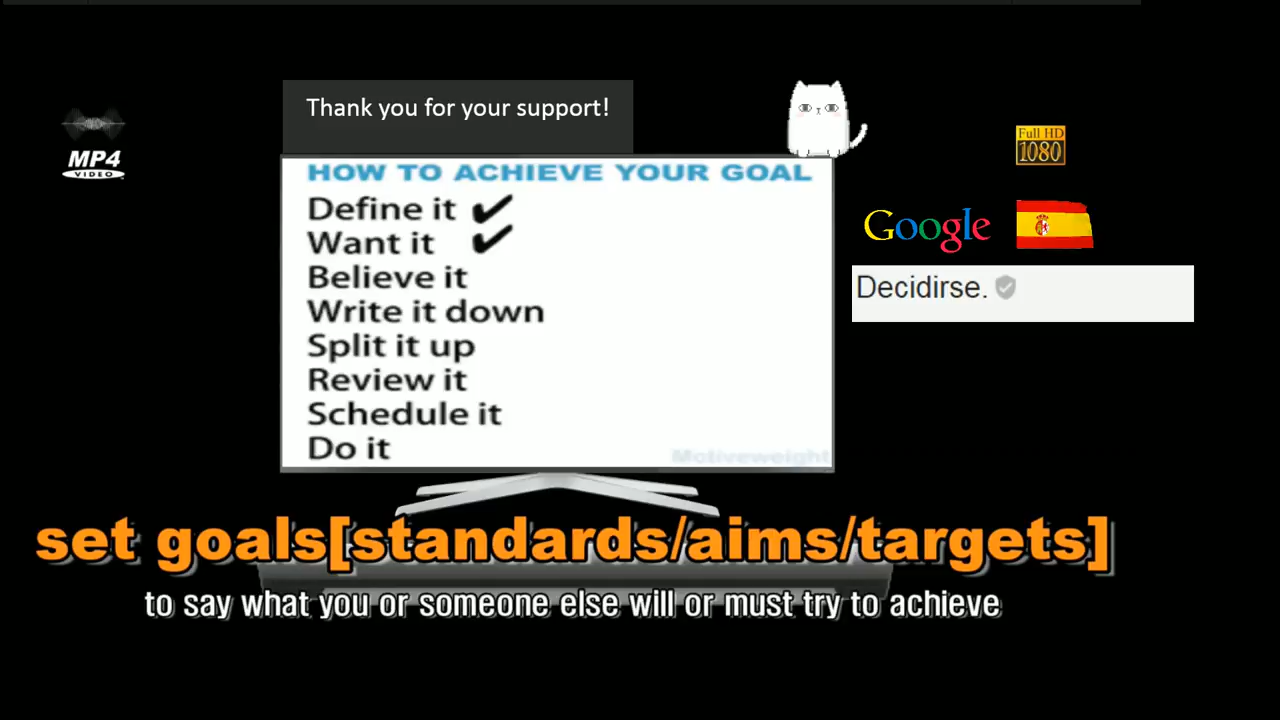 Thank you for your support!
MP4
VIDEO
Full HD
1080
HOW TO ACHIEVE YOUR GOAL
Define it ✔
Want it ✔
Believe it
Write it down
Split it up
Review it
Schedule it
Do it
Motiveweight
Google
Decidirse.
set goals[standards/aims/targets]
to say what you or someone else will or must try to achieve